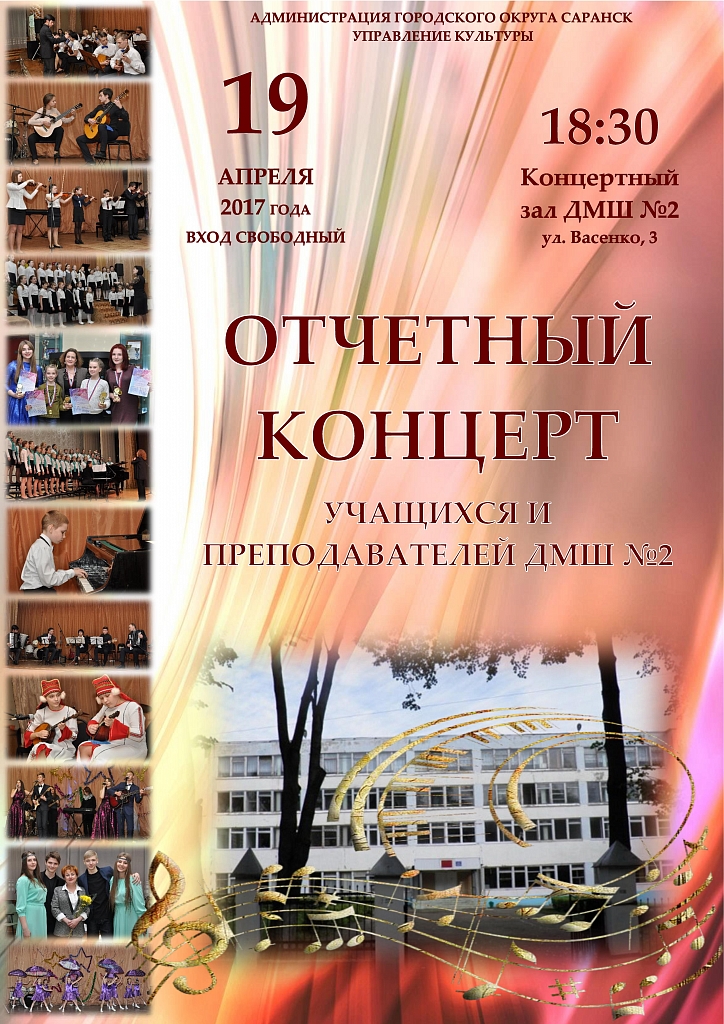 АДМИНИСТРАЦИЯ ГОРОДСКОГО ОКРУГА САРАНСК
УПРАВЛЕНИЕ КУЛЬТУРЫ
19
АПРЕЛЯ
2017 ГОДА
ВХОД СВОБОДНЫЙ
18:30
Концертный
зал ДМШ №2
ул. Васенко, 3
ОТЧЕТНЫЙ
КОНЦЕРТ
УЧАЩИХСЯ И
ПРЕПОДАВАТЕЛЕЙ ДМШ №2